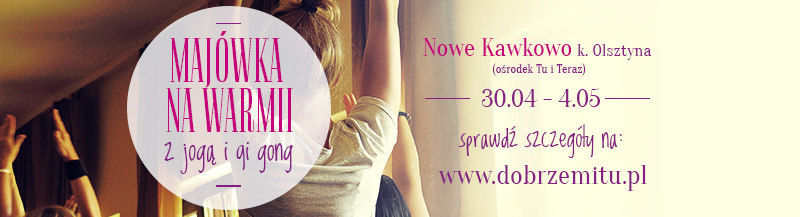 MAJÓWKA
NA WARMII
z jogą i qi gong
Nowe Kawkowo k. Olsztyna
(ośrodek Tu i Teraz)
30.04 - 4.05
sprawdź szczegóły na:
www.dobrzemitu.pl